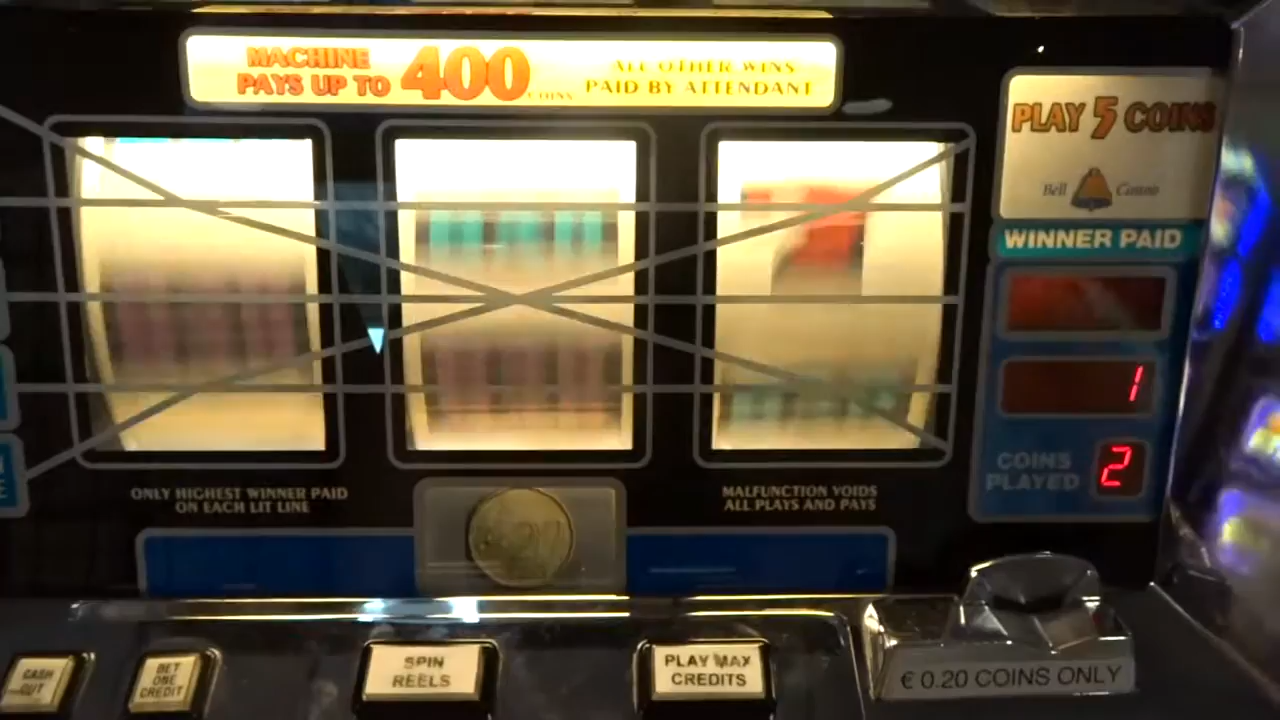 MACHINE
PAYS UP TO
400
COINS
ALL OTHER WINS
PAID BY ATTENDANT
PLAY 5 COINS
Bell Casino
WINNER PAID
1
COINS
PLAYED
2
ONLY HIGHEST WINNER PAID
ON EACH LIT LINE
MALFUNCTION VOIDS
ALL PLAYS AND PAYS
CASH
OUT
BET
ONE
CREDIT
SPIN
REELS
PLAY MAX
CREDITS
€ 0.20 COINS ONLY